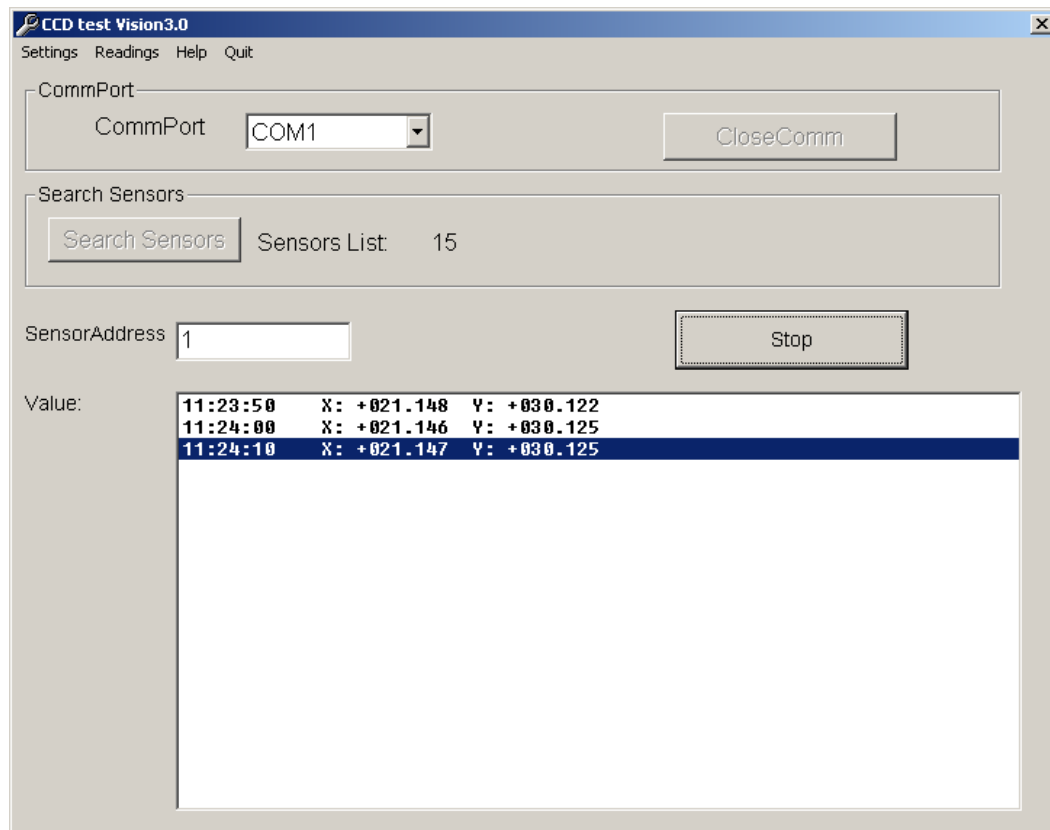 CCD test Vision3.0
Settings Readings Help Quit
CommPort
CommPort COM1 CloseComm
Search Sensors
Search Sensors Sensors List: 15
SensorAddress 1 Stop
Value:
11:23:50 X: +021.148 Y: +030.122
11:24:00 X: +021.146 Y: +030.125
11:24:10 X: +021.147 Y: +030.125